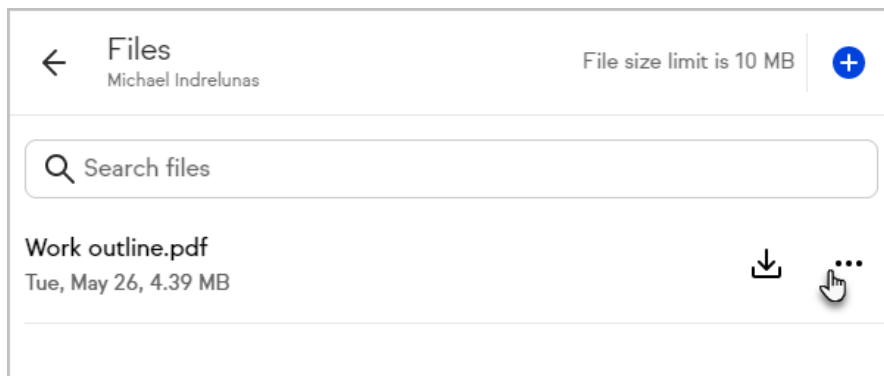 Files
Michael Indrelunas
File size limit is 10 MB
Search files
Work outline.pdf
Tue, May 26, 4.39 MB